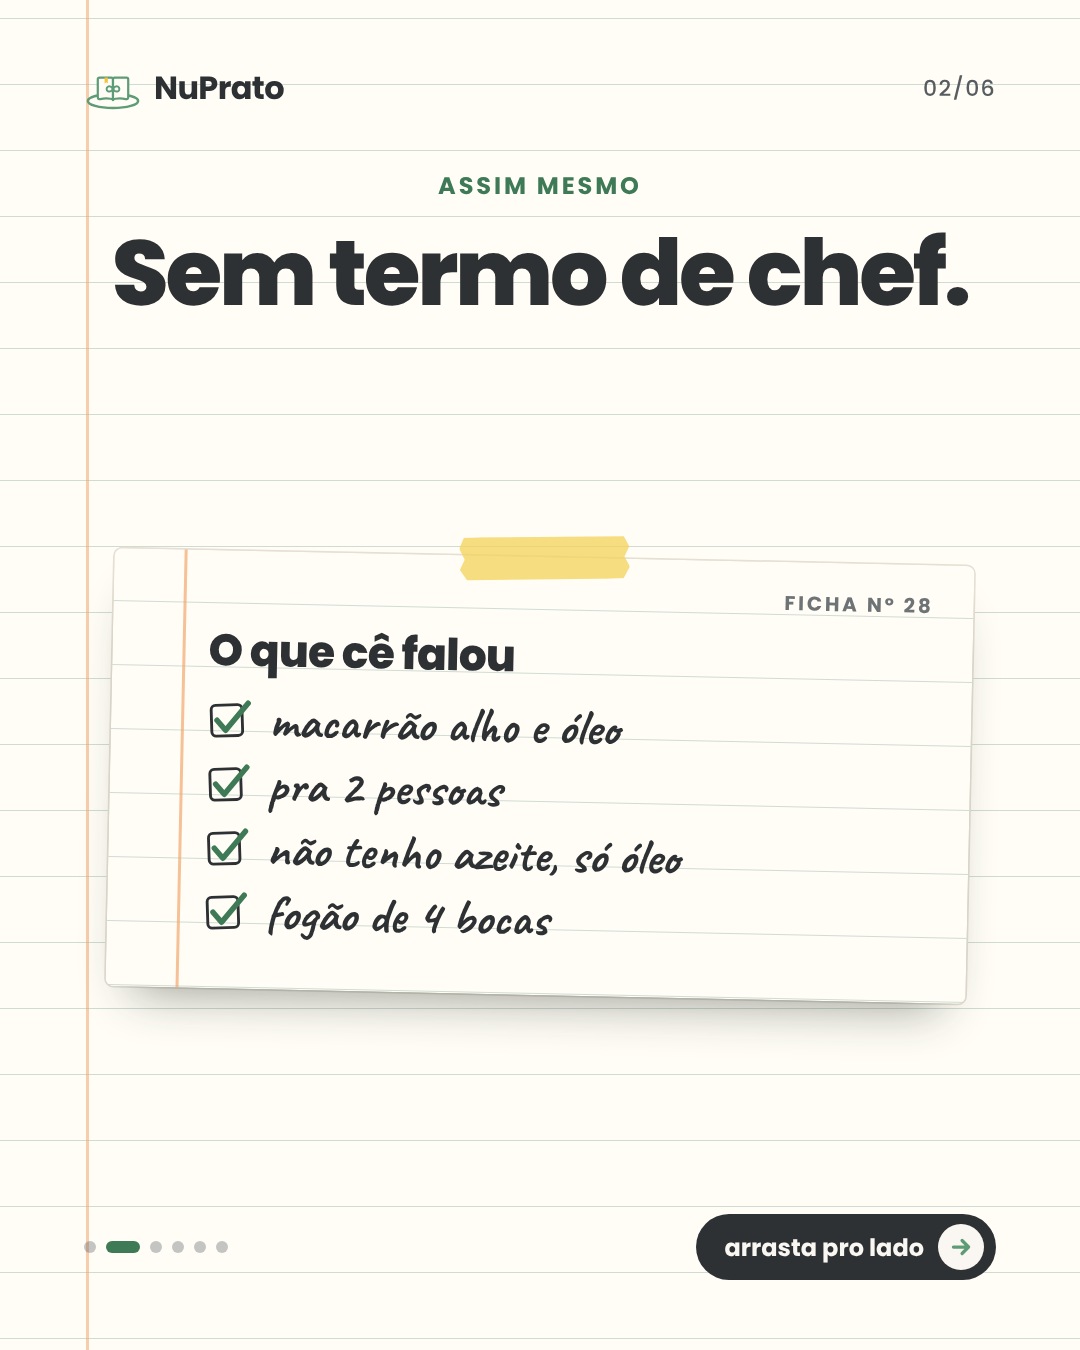 NuPrato
02/06
ASSIM MESMO
Sem termo de chef.
FICHA Nº 28
O que cê falou
macarrão alho e óleo
pra 2 pessoas
não tenho azeite, só óleo
fogão de 4 bocas
arrasta pro lado